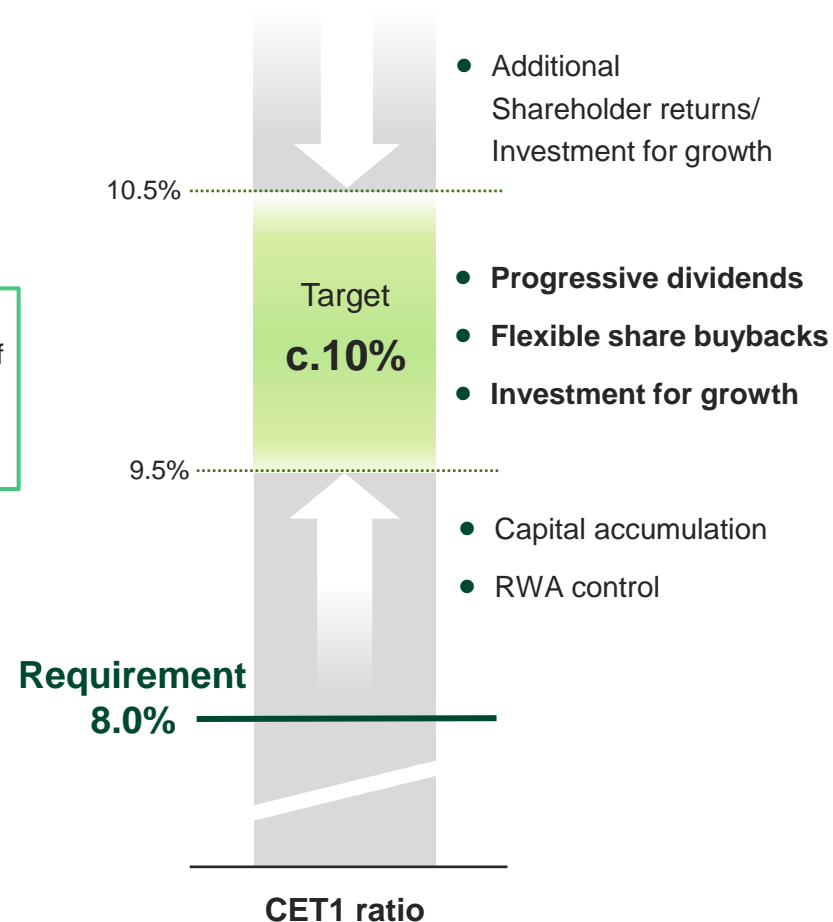 ● Additional
Shareholder returns/
Investment for growth
10.5%
Target
c.10%
● Progressive dividends
● Flexible share buybacks
● Investment for growth
f
9.5%
● Capital accumulation
● RWA control
Requirement
8.0%
CET1 ratio